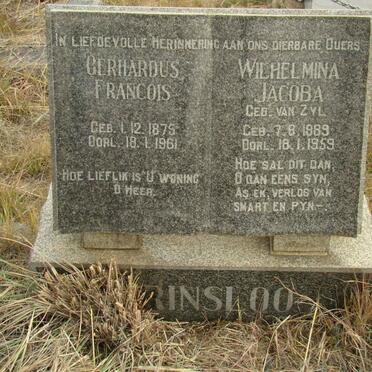 IN LIEFDEVOLLE HERINNERING AAN ONS DIERBARE OUERS
GERHARDUS
FRANCOIS
GEB. 1. 12. 1875
OORL. 18. 1. 1961
HOE LIEFLIK IS U WONING
O HEER.
WILHELMINA
JACOBA
GEB. VAN ZYL
GEB. 7. 6. 1889
OORL. 18. 1. 1959
HOE SAL DIT DAN,
O DAN EENS SYN,
AS EK, VERLOS VAN
SMART EN PYN–.
RINSLOO